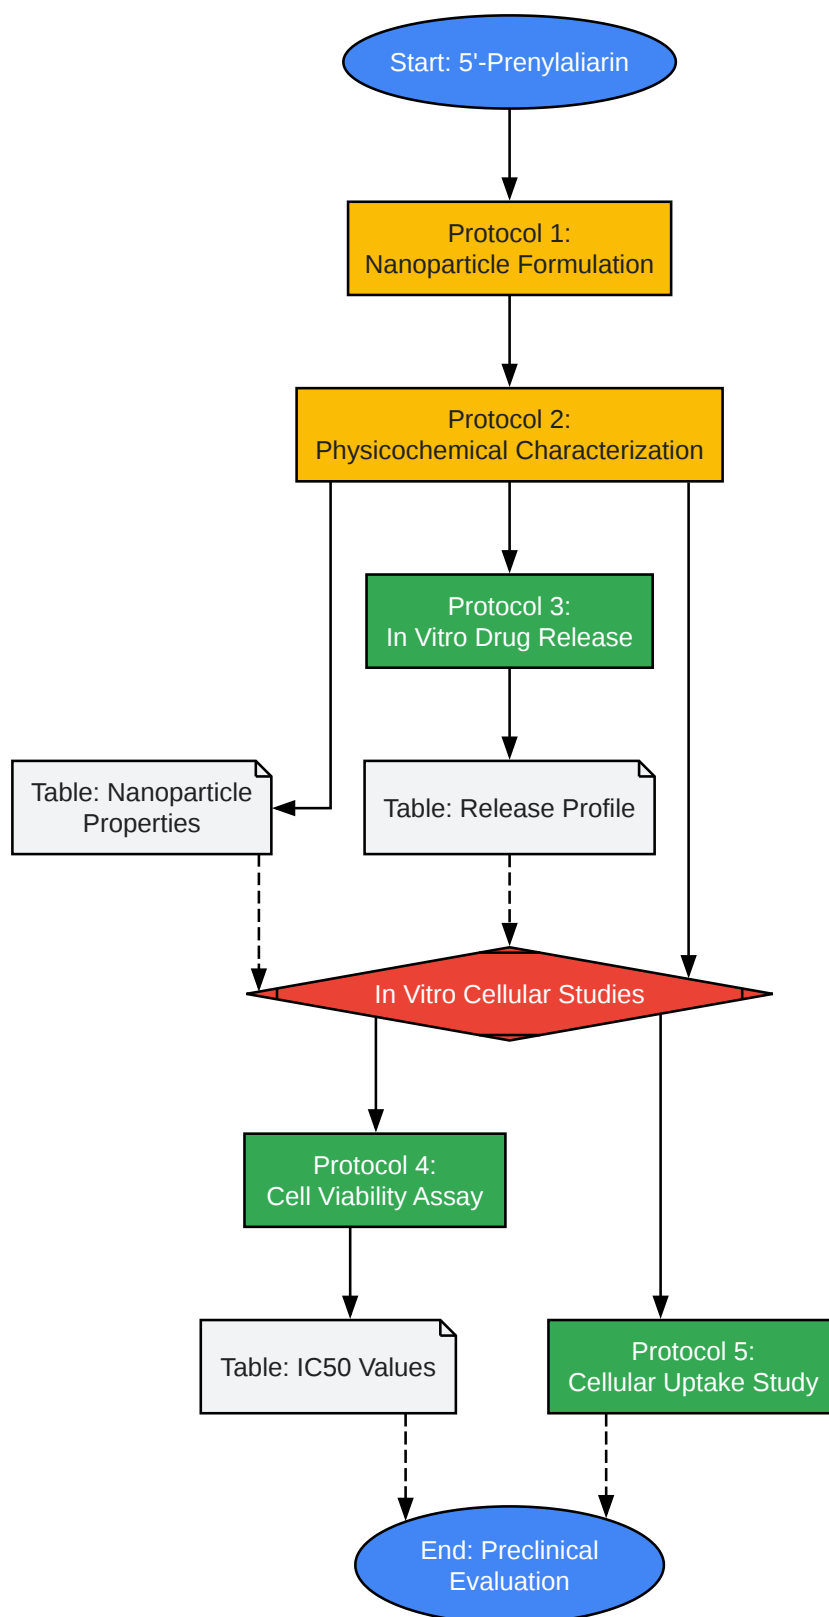 Start: 5'-Prenylaliarin
Protocol 1:
Nanoparticle Formulation
Protocol 2:
Physicochemical Characterization
Protocol 3:
In Vitro Drug Release
Table: Nanoparticle
Properties
Table: Release Profile
In Vitro Cellular Studies
Protocol 4:
Cell Viability Assay
Table: IC50 Values
Protocol 5:
Cellular Uptake Study
End: Preclinical
Evaluation